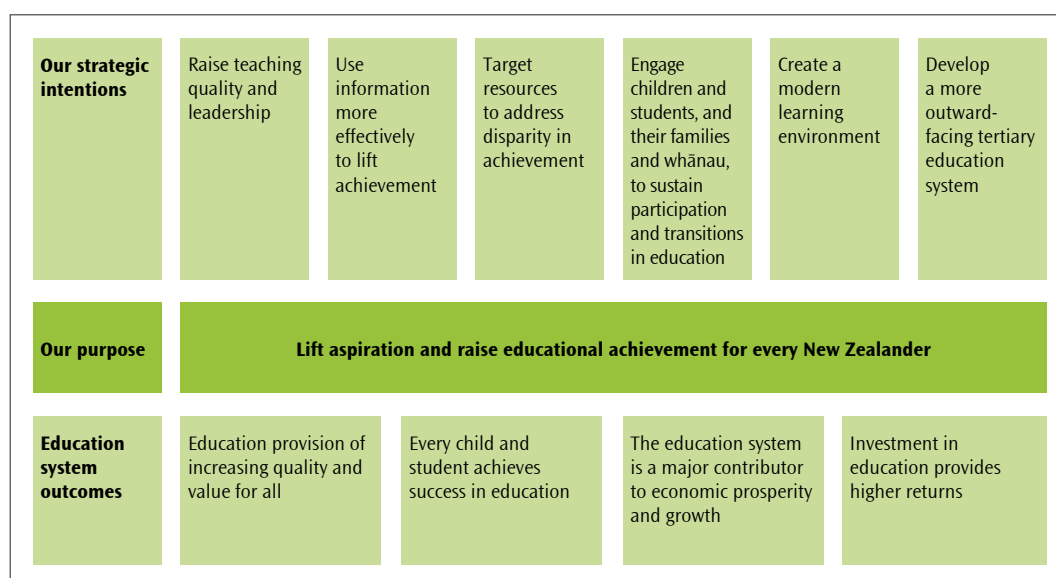 Our strategic
intentions
Raise teaching
quality and
leadership
Use
information
more
effectively
to lift
achievement
Target
resources
to address
disparity in
achievement
Engage
children and
students, and
their families
and whānau,
to sustain
participation
and transitions
in education
Create a
modern
learning
environment
Develop
a more
outward-
facing tertiary
education
system
Our purpose
Lift aspiration and raise educational achievement for every New Zealander
Education
system
outcomes
Education provision of
increasing quality and
value for all
Every child and
student achieves
success in education
The education system
is a major contributor
to economic prosperity
and growth
Investment in
education provides
higher returns